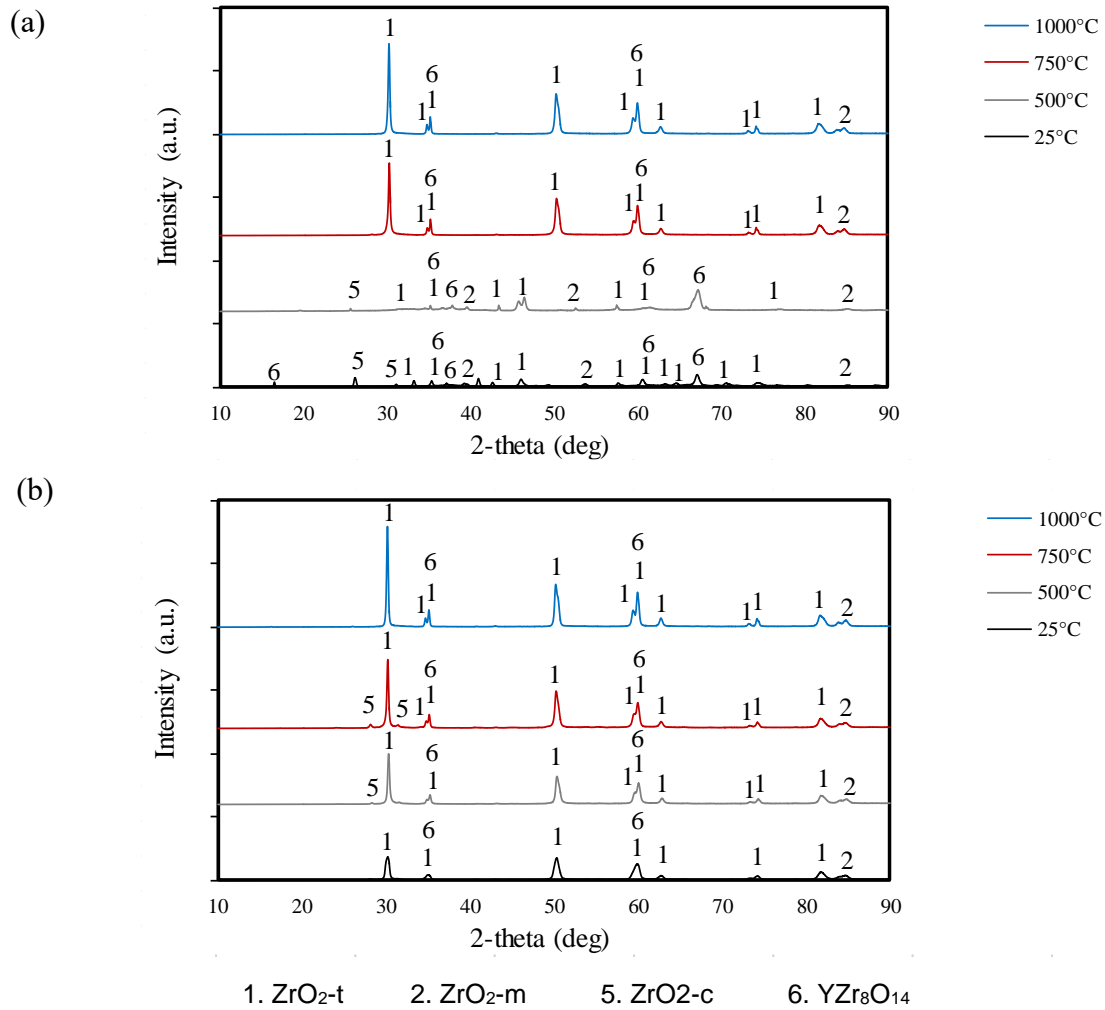 (a)
1 6 1 1 1 6 1 1 1 1 1 1 2
1 6 1 1 1 6 1 1 1 1 1 1 2
5 1 6 1 6 2 1 1 2 1 6 1 6 1 2
6 5 5 1 6 1 6 2 1 1 2 1 6 1 1 1 6 1 1 2
Intensity (a.u.)
10 20 30 40 50 60 70 80 90
2-theta (deg)
1000°C
750°C
500°C
25°C
(b)
1 6 1 1 1 6 1 1 1 1 1 1 2
5 1 5 6 1 1 1 6 1 1 1 1 1 1 2
5 1 6 1 1 6 1 1 1 1 1 1 2
1 6 1 1 6 1 1 1 1 2
Intensity (a.u.)
10 20 30 40 50 60 70 80 90
2-theta (deg)
1000°C
750°C
500°C
25°C
1. ZrO₂-t 2. ZrO₂-m 5. ZrO2-c 6. YZr₈O₁₄